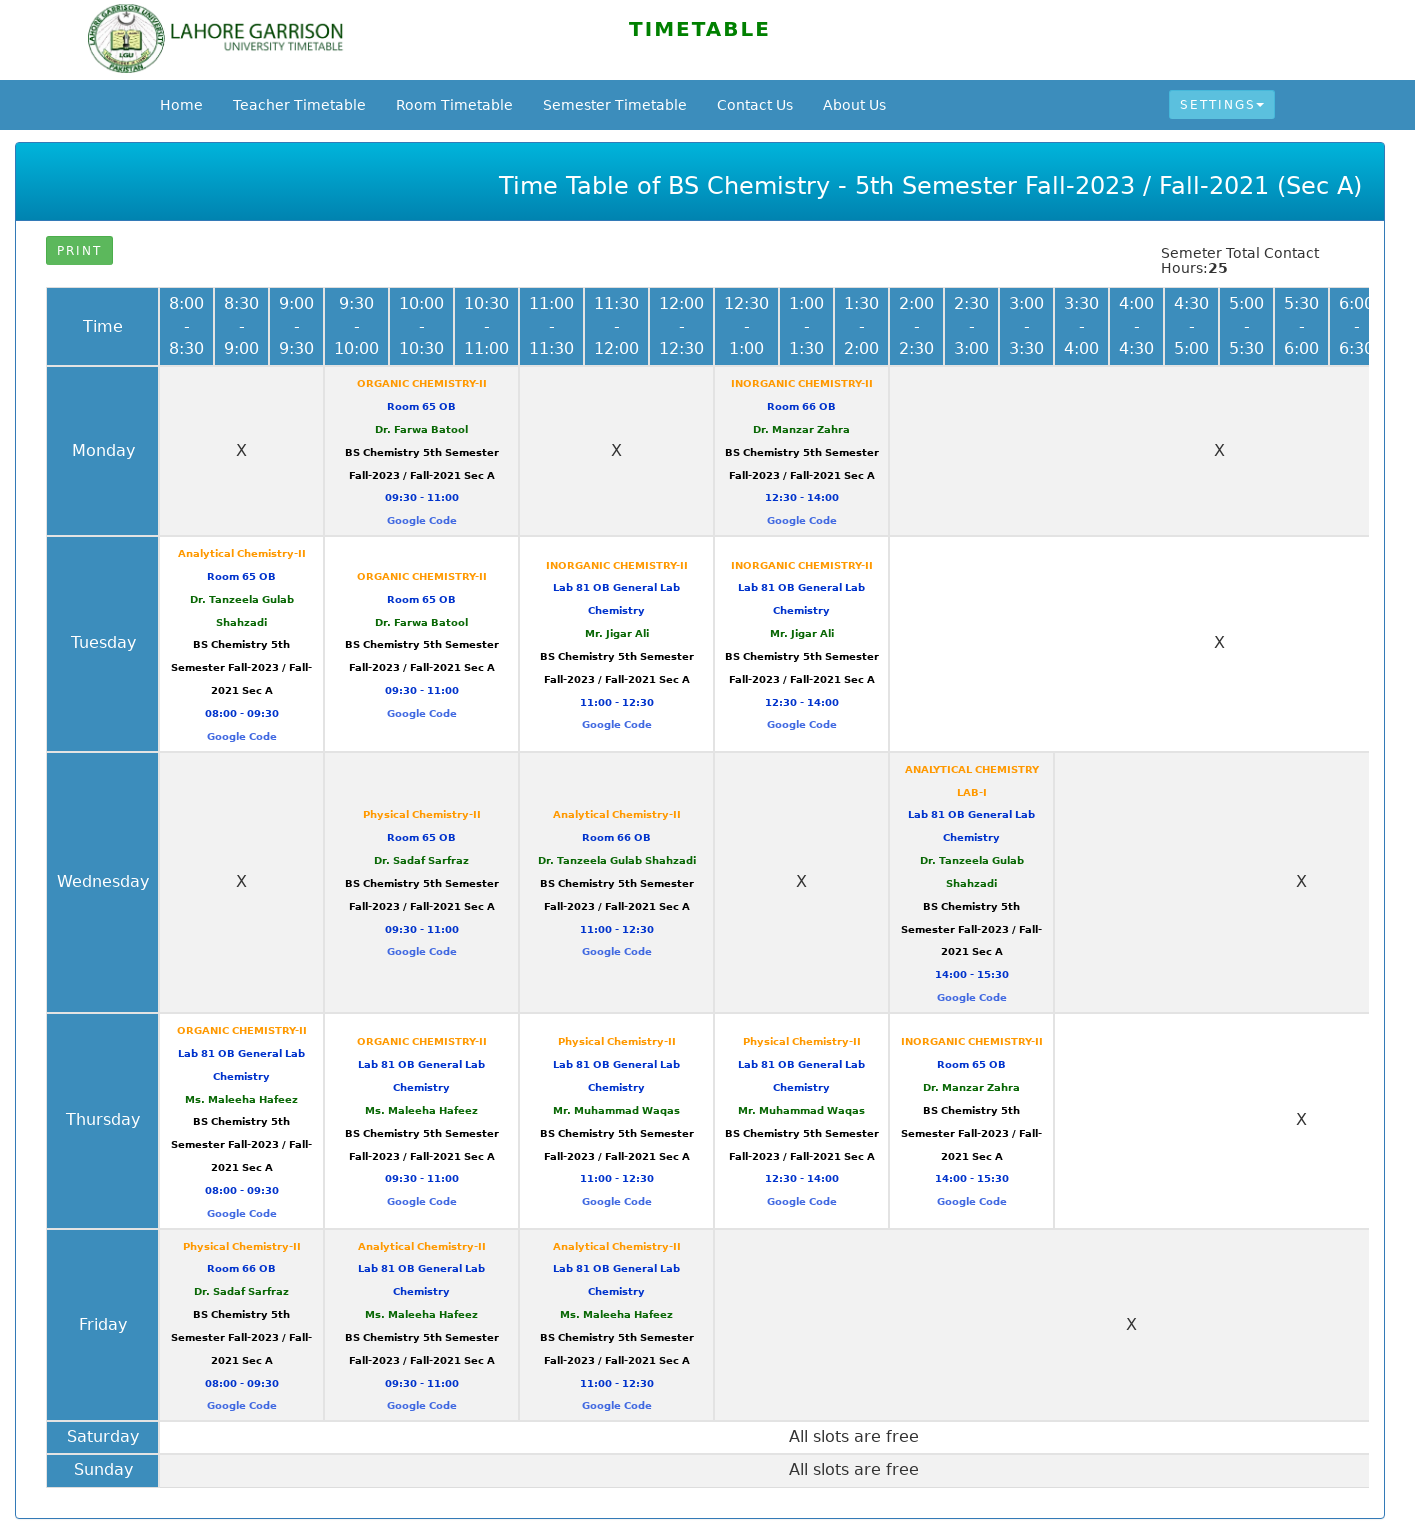 LAHORE GARRISON
UNIVERSITY TIMETABLE
LGU
PAKISTAN
TIMETABLE
Home Teacher Timetable Room Timetable Semester Timetable Contact Us About Us SETTINGS
Time Table of BS Chemistry - 5th Semester Fall-2023 / Fall-2021 (Sec A)
PRINT
Semeter Total Contact
Hours:25
Time
8:00 - 8:30
8:30 - 9:00
9:00 - 9:30
9:30 - 10:00
10:00 - 10:30
10:30 - 11:00
11:00 - 11:30
11:30 - 12:00
12:00 - 12:30
12:30 - 1:00
1:00 - 1:30
1:30 - 2:00
2:00 - 2:30
2:30 - 3:00
3:00 - 3:30
3:30 - 4:00
4:00 - 4:30
4:30 - 5:00
5:00 - 5:30
5:30 - 6:00
6:00 - 6:30
Monday
X
ORGANIC CHEMISTRY-II
Room 65 OB
Dr. Farwa Batool
BS Chemistry 5th Semester
Fall-2023 / Fall-2021 Sec A
09:30 - 11:00
Google Code
X
INORGANIC CHEMISTRY-II
Room 66 OB
Dr. Manzar Zahra
BS Chemistry 5th Semester
Fall-2023 / Fall-2021 Sec A
12:30 - 14:00
Google Code
X
Tuesday
Analytical Chemistry-II
Room 65 OB
Dr. Tanzeela Gulab
Shahzadi
BS Chemistry 5th
Semester Fall-2023 / Fall-
2021 Sec A
08:00 - 09:30
Google Code
ORGANIC CHEMISTRY-II
Room 65 OB
Dr. Farwa Batool
BS Chemistry 5th Semester
Fall-2023 / Fall-2021 Sec A
09:30 - 11:00
Google Code
INORGANIC CHEMISTRY-II
Lab 81 OB General Lab
Chemistry
Mr. Jigar Ali
BS Chemistry 5th Semester
Fall-2023 / Fall-2021 Sec A
11:00 - 12:30
Google Code
INORGANIC CHEMISTRY-II
Lab 81 OB General Lab
Chemistry
Mr. Jigar Ali
BS Chemistry 5th Semester
Fall-2023 / Fall-2021 Sec A
12:30 - 14:00
Google Code
X
Wednesday
X
Physical Chemistry-II
Room 65 OB
Dr. Sadaf Sarfraz
BS Chemistry 5th Semester
Fall-2023 / Fall-2021 Sec A
09:30 - 11:00
Google Code
Analytical Chemistry-II
Room 66 OB
Dr. Tanzeela Gulab Shahzadi
BS Chemistry 5th Semester
Fall-2023 / Fall-2021 Sec A
11:00 - 12:30
Google Code
X
ANALYTICAL CHEMISTRY
LAB-I
Lab 81 OB General Lab
Chemistry
Dr. Tanzeela Gulab
Shahzadi
BS Chemistry 5th
Semester Fall-2023 / Fall-
2021 Sec A
14:00 - 15:30
Google Code
X
Thursday
ORGANIC CHEMISTRY-II
Lab 81 OB General Lab
Chemistry
Ms. Maleeha Hafeez
BS Chemistry 5th
Semester Fall-2023 / Fall-
2021 Sec A
08:00 - 09:30
Google Code
ORGANIC CHEMISTRY-II
Lab 81 OB General Lab
Chemistry
Ms. Maleeha Hafeez
BS Chemistry 5th Semester
Fall-2023 / Fall-2021 Sec A
09:30 - 11:00
Google Code
Physical Chemistry-II
Lab 81 OB General Lab
Chemistry
Mr. Muhammad Waqas
BS Chemistry 5th Semester
Fall-2023 / Fall-2021 Sec A
11:00 - 12:30
Google Code
Physical Chemistry-II
Lab 81 OB General Lab
Chemistry
Mr. Muhammad Waqas
BS Chemistry 5th Semester
Fall-2023 / Fall-2021 Sec A
12:30 - 14:00
Google Code
INORGANIC CHEMISTRY-II
Room 65 OB
Dr. Manzar Zahra
BS Chemistry 5th
Semester Fall-2023 / Fall-
2021 Sec A
14:00 - 15:30
Google Code
X
Friday
Physical Chemistry-II
Room 66 OB
Dr. Sadaf Sarfraz
BS Chemistry 5th
Semester Fall-2023 / Fall-
2021 Sec A
08:00 - 09:30
Google Code
Analytical Chemistry-II
Lab 81 OB General Lab
Chemistry
Ms. Maleeha Hafeez
BS Chemistry 5th Semester
Fall-2023 / Fall-2021 Sec A
09:30 - 11:00
Google Code
Analytical Chemistry-II
Lab 81 OB General Lab
Chemistry
Ms. Maleeha Hafeez
BS Chemistry 5th Semester
Fall-2023 / Fall-2021 Sec A
11:00 - 12:30
Google Code
X
Saturday
All slots are free
Sunday
All slots are free